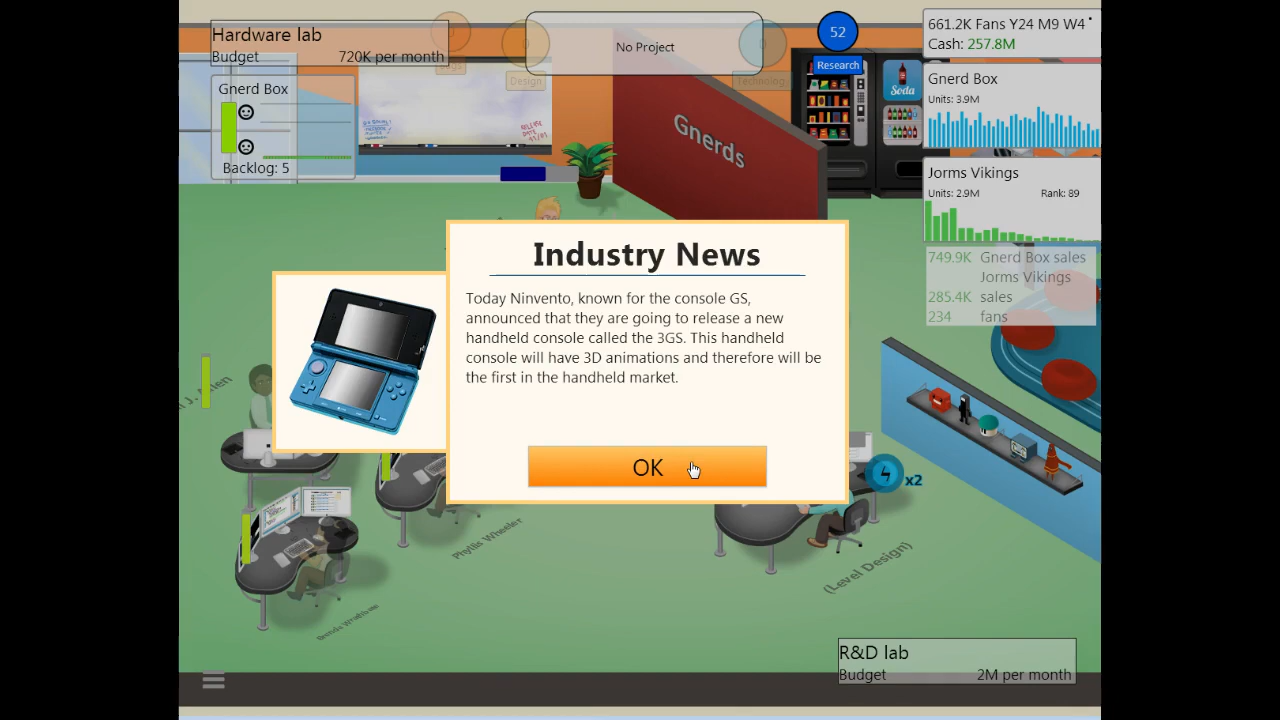 Hardware lab
Budget 720K per month
No Project
52
Research
661.2K Fans Y24 M9 W4
Cash: 257.8M
Gnerd Box
Backlog: 5
Design
Gnerd Box
Units: 3.9M
Soda
Gnerds
Jorms Vikings
Units: 2.9M Rank: 89
749.9K Gnerd Box sales
Jorms Vikings
285.4K sales
234 fans
Industry News
Today Ninvento, known for the console GS,
announced that they are going to release a new
handheld console called the 3GS. This handheld
console will have 3D animations and therefore will be
the first in the handheld market.
OK
x2
Phyllis Wheeler
(Level Design)
R&D lab
Budget 2M per month